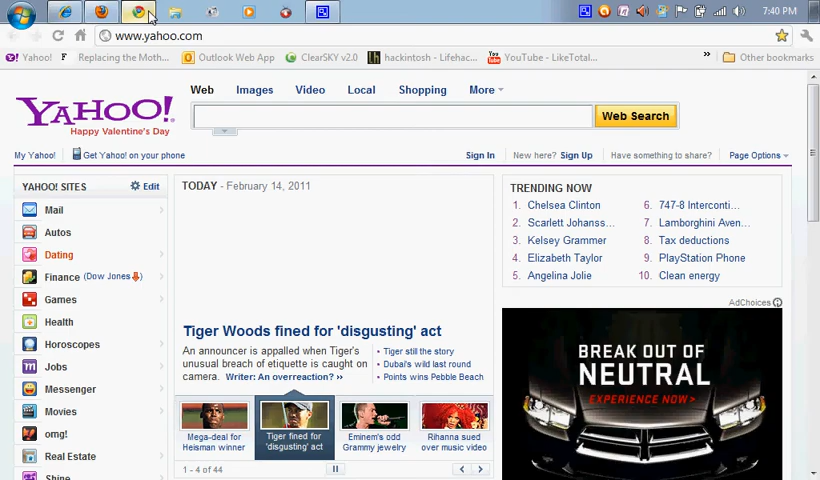 7:40 PM
www.yahoo.com
Yahoo!
Replacing the Moth...
Outlook Web App
ClearSKY v2.0
hackintosh - Lifehac...
YouTube - LikeTotal...
»
Other bookmarks
YAHOO!
Happy Valentine's Day
Web Images Video Local Shopping More
Web Search
My Yahoo!
Get Yahoo! on your phone
Sign In
New here? Sign Up
Have something to share?
Page Options
YAHOO! SITES
Edit
Mail
Autos
Dating
Finance (Dow Jones)
Games
Health
Horoscopes
Jobs
Messenger
Movies
omg!
Real Estate
Shine
TODAY - February 14, 2011
Tiger Woods fined for 'disgusting' act
An announcer is appalled when Tiger's
unusual breach of etiquette is caught on
camera. Writer: An overreaction? »
• Tiger still the story
• Dubai's wild last round
• Points wins Pebble Beach
Mega-deal for
Heisman winner
Tiger fined for
'disgusting' act
Eminem's odd
Grammy jewelry
Rihanna sued
over music video
1 - 4 of 44
TRENDING NOW
1. Chelsea Clinton
2. Scarlett Johanss...
3. Kelsey Grammer
4. Elizabeth Taylor
5. Angelina Jolie
6. 747-8 Interconti...
7. Lamborghini Aven...
8. Tax deductions
9. PlayStation Phone
10. Clean energy
AdChoices
BREAK OUT OF
NEUTRAL
EXPERIENCE NOW>